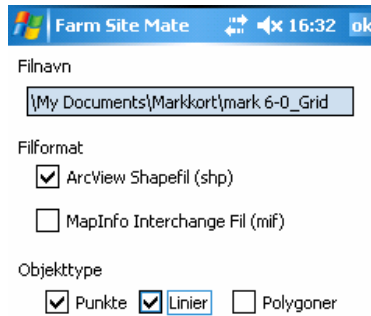 Farm Site Mate 16:32 ok
Filnavn
\My Documents\Markkort\mark 6-0_Grid
Filformat
ArcView Shapefil (shp)
MapInfo Interchange Fil (mif)
Objekttype
Punkte Linier Polygoner